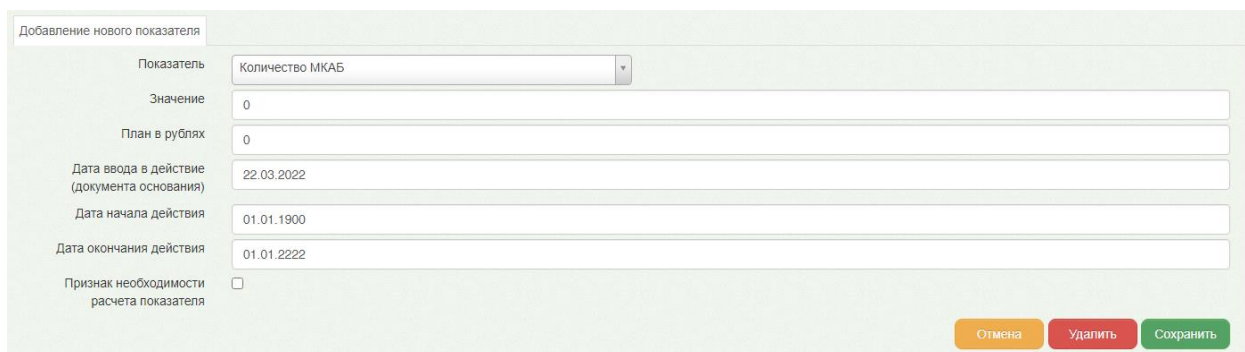 Добавление нового показателя
Показатель
Количество МКАБ
Значение
0
План в рублях
0
Дата ввода в действие
(документа основания)
22.03.2022
Дата начала действия
01.01.1900
Дата окончания действия
01.01.2222
Признак необходимости
расчета показателя
Отмена
Удалить
Сохранить